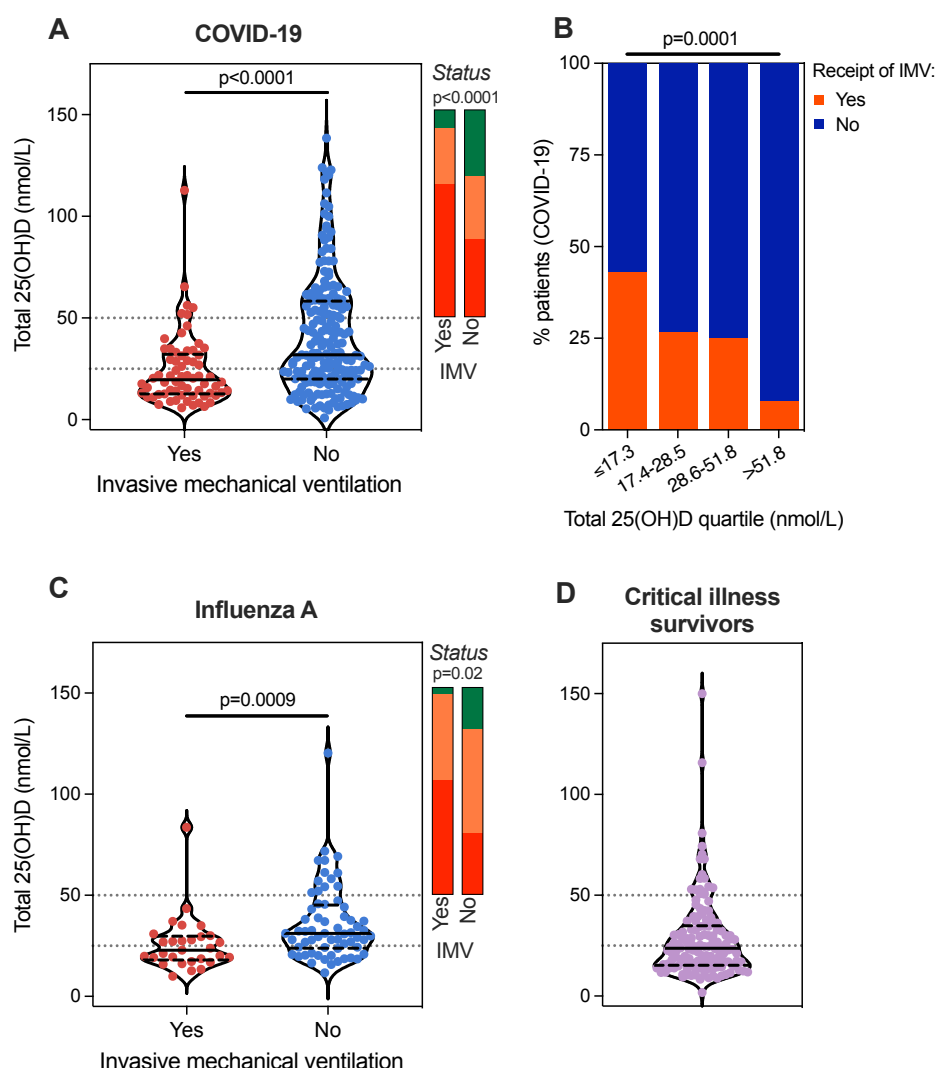 A
COVID-19
p<0.0001
Total 25(OH)D (nmol/L)
150
100
50
0
Yes
No
Invasive mechanical ventilation
Status
p<0.0001
Yes
No
IMV
B
p=0.0001
% patients (COVID-19)
100
75
50
25
0
≤17.3
17.4-28.5
28.6-51.8
>51.8
Total 25(OH)D quartile (nmol/L)
Receipt of IMV:
Yes
No
C
Influenza A
p=0.0009
Total 25(OH)D (nmol/L)
150
100
50
0
Yes
No
Invasive mechanical ventilation
Status
p=0.02
Yes
No
IMV
D
Critical illness
survivors
150
100
50
0